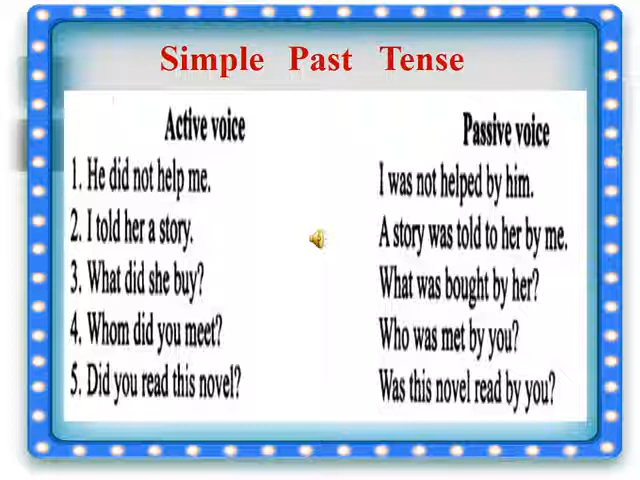 Simple Past Tense
Active voice
Passive voice
1. He did not help me.
I was not helped by him.
2. I told her a story.
A story was told to her by me.
3. What did she buy?
What was bought by her?
4. Whom did you meet?
Who was met by you?
5. Did you read this novel?
Was this novel read by you?